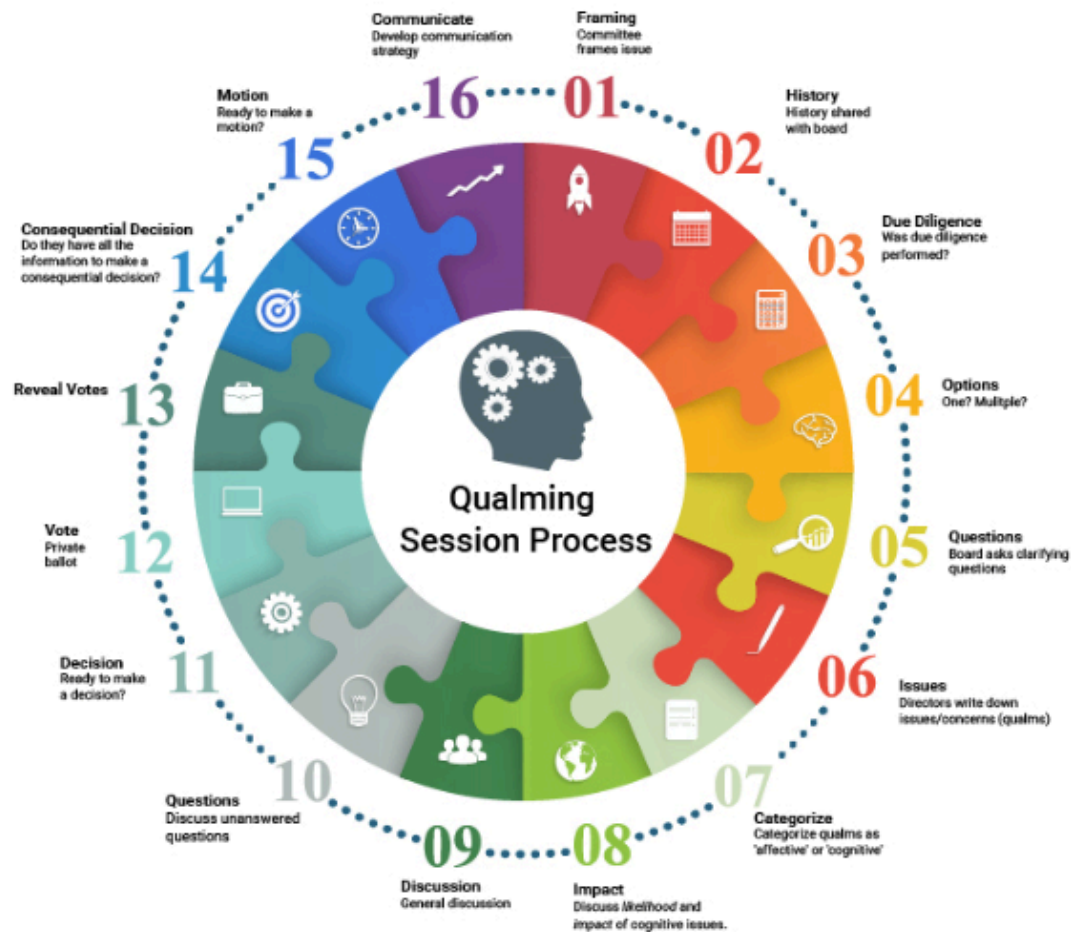 Qualming
Session Process
01
Framing
Committee
frames issue
02
History
History shared
with board
03
Due Diligence
Was due diligence
performed?
04
Options
One? Mulitple?
05
Questions
Board asks clarifying
questions
06
Issues
Directors write down
issues/concerns (qualms)
07
Categorize
Categorize qualms as
'affective' or 'cognitive'
08
Impact
Discuss likelihood and
impact of cognitive issues.
09
Discussion
General discussion
10
Questions
Discuss unanswered
questions
11
Decision
Ready to make
a decision?
12
Vote
Private
ballot
13
Reveal Votes
14
Consequential Decision
Do they have all the
information to make a
consequential decision?
15
Motion
Ready to make a
motion?
16
Communicate
Develop communication
strategy